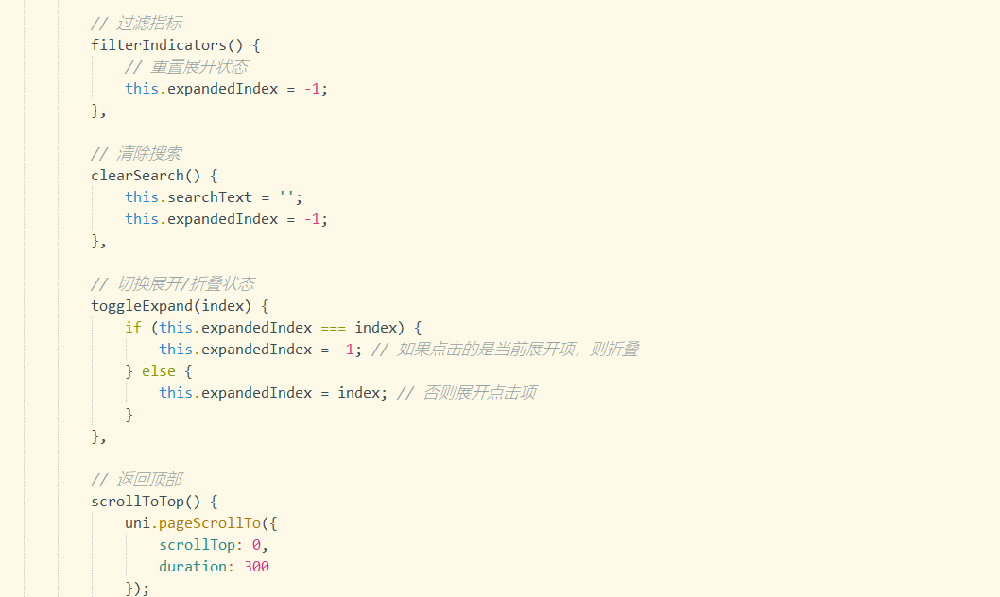 // 过滤指标
filterIndicators() {
// 重置展开状态
this.expandedIndex = -1;
},
// 清除搜索
clearSearch() {
this.searchText = '';
this.expandedIndex = -1;
},
// 切换展开/折叠状态
toggleExpand(index) {
if (this.expandedIndex === index) {
this.expandedIndex = -1; // 如果点击的是当前展开项，则折叠
} else {
this.expandedIndex = index; // 否则展开点击项
}
},
// 返回顶部
scrollToTop() {
uni.pageScrollTo({
scrollTop: 0,
duration: 300
});